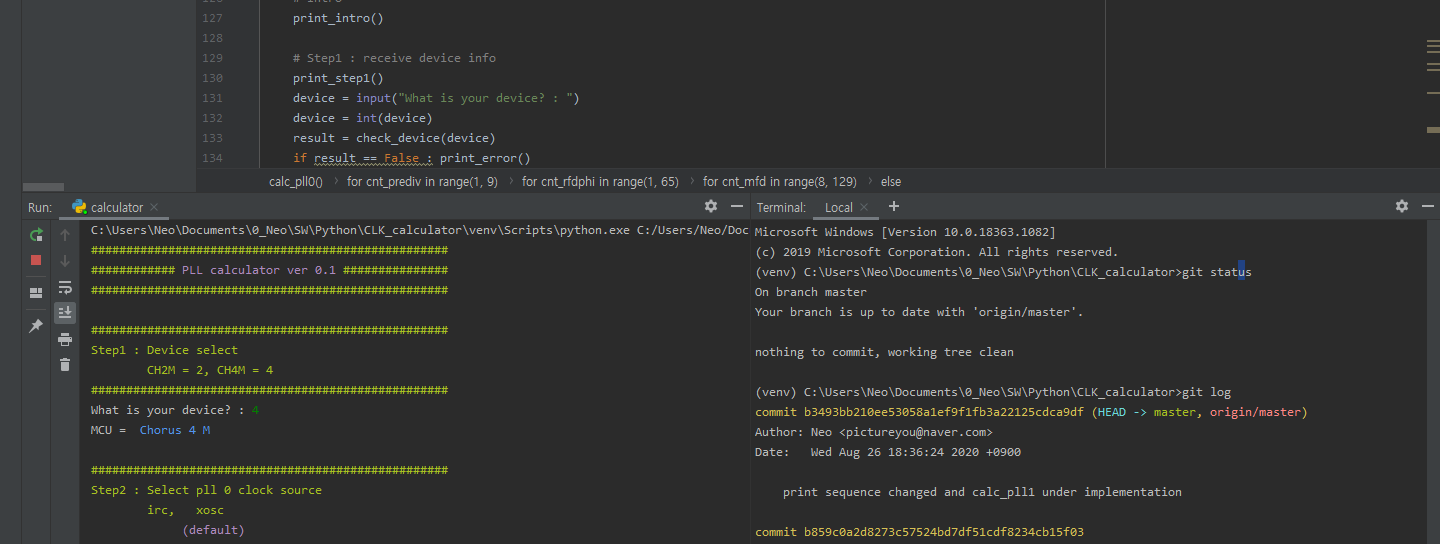 126 # Intro
127 print_intro()
128
129 # Step1 : receive device info
130 print_step1()
131 device = input("What is your device? : ")
132 device = int(device)
133 result = check_device(device)
134 if result == False : print_error()
calc_pll0() › for cnt_prediv in range(1, 9) › for cnt_rfdphi in range(1, 65) › for cnt_mfd in range(8, 129) › else
Run: calculator ×
C:\Users\Neo\Documents\0_Neo\SW\Python\CLK_calculator\venv\Scripts\python.exe C:/Users/Neo/Doc
###################################################
############ PLL calculator ver 0.1 ###############
###################################################
###################################################
Step1 : Device select
CH2M = 2, CH4M = 4
###################################################
What is your device? : 4
MCU =  Chorus 4 M
###################################################
Step2 : Select pll 0 clock source
irc,   xosc
(default)
Terminal: Local × +
Microsoft Windows [Version 10.0.18363.1082]
(c) 2019 Microsoft Corporation. All rights reserved.
(venv) C:\Users\Neo\Documents\0_Neo\SW\Python\CLK_calculator>git status
On branch master
Your branch is up to date with 'origin/master'.
nothing to commit, working tree clean
(venv) C:\Users\Neo\Documents\0_Neo\SW\Python\CLK_calculator>git log
commit b3493bb210ee53058a1ef9f1fb3a22125cdca9df (HEAD -> master, origin/master)
Author: Neo <pictureyou@naver.com>
Date:   Wed Aug 26 18:36:24 2020 +0900
print sequence changed and calc_pll1 under implementation
commit b859c0a2d8273c57524bd7df51cdf8234cb15f03